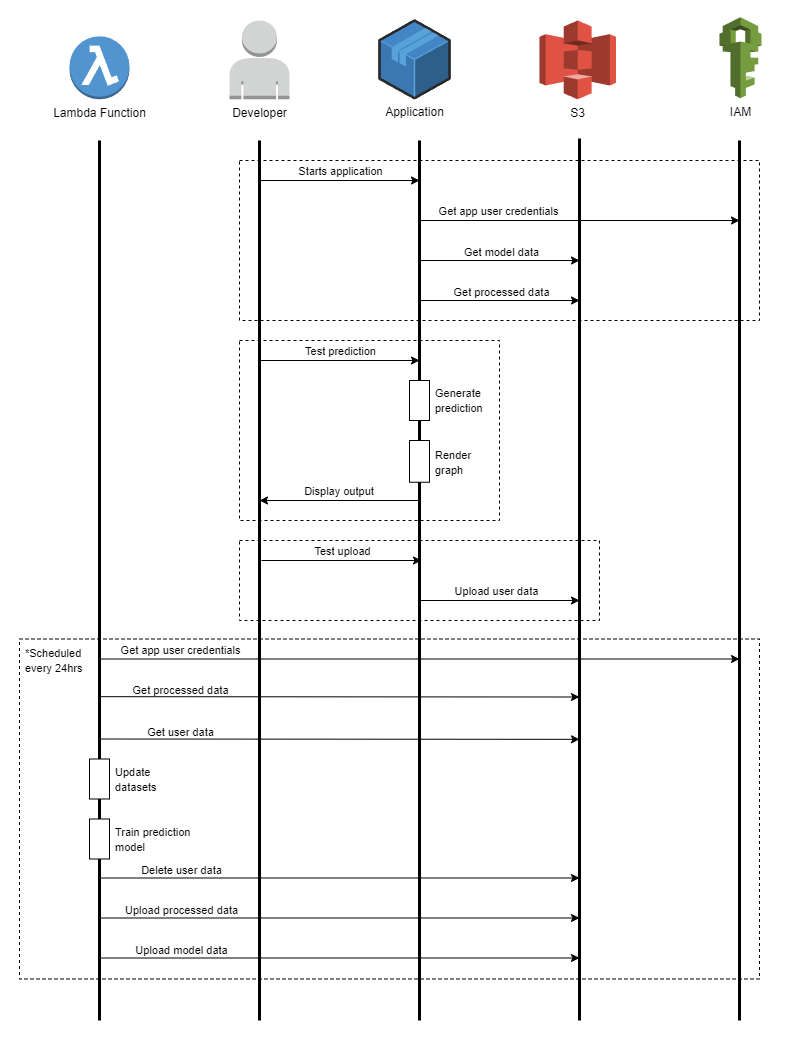 Lambda Function
Developer
Application
S3
IAM
Starts application
Get app user credentials
Get model data
Get processed data
Test prediction
Generate
prediction
Render
graph
Display output
Test upload
Upload user data
*Scheduled
every 24hrs
Get app user credentials
Get processed data
Get user data
Update
datasets
Train prediction
model
Delete user data
Upload processed data
Upload model data